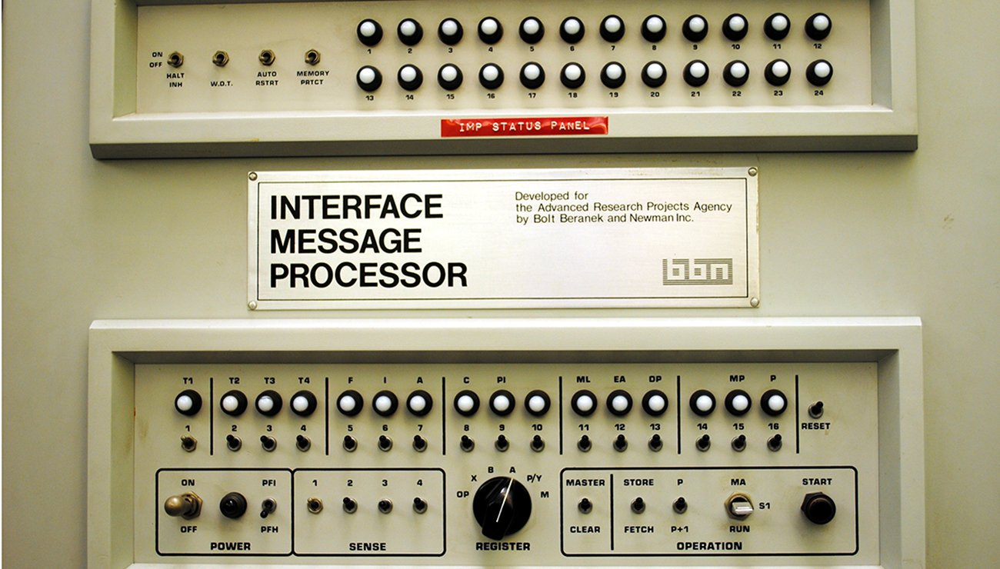 1 2 3 4 5 6 7 8 9 10 11 12
ON
OFF
HALT
INH
W.D.T.
AUTO
RSTRT
MEMORY
PRTCT
13 14 15 16 17 18 19 20 21 22 23 24
IMP STATUS PANEL
INTERFACE
MESSAGE
PROCESSOR
Developed for
the Advanced Research Projects Agency
by Bolt Beranek and Newman Inc.
bbn
T1 T2 T3 T4 F I A C PI ML EA DP MP P
1 2 3 4 5 6 7 8 9 10 11 12 13 14 15 16
RESET
ON
OFF
PFI
PFH
POWER
1 2 3 4
SENSE
OP X B A P/Y M
REGISTER
MASTER
CLEAR
STORE
FETCH
P
P+1
MA
S1
RUN
START
OPERATION